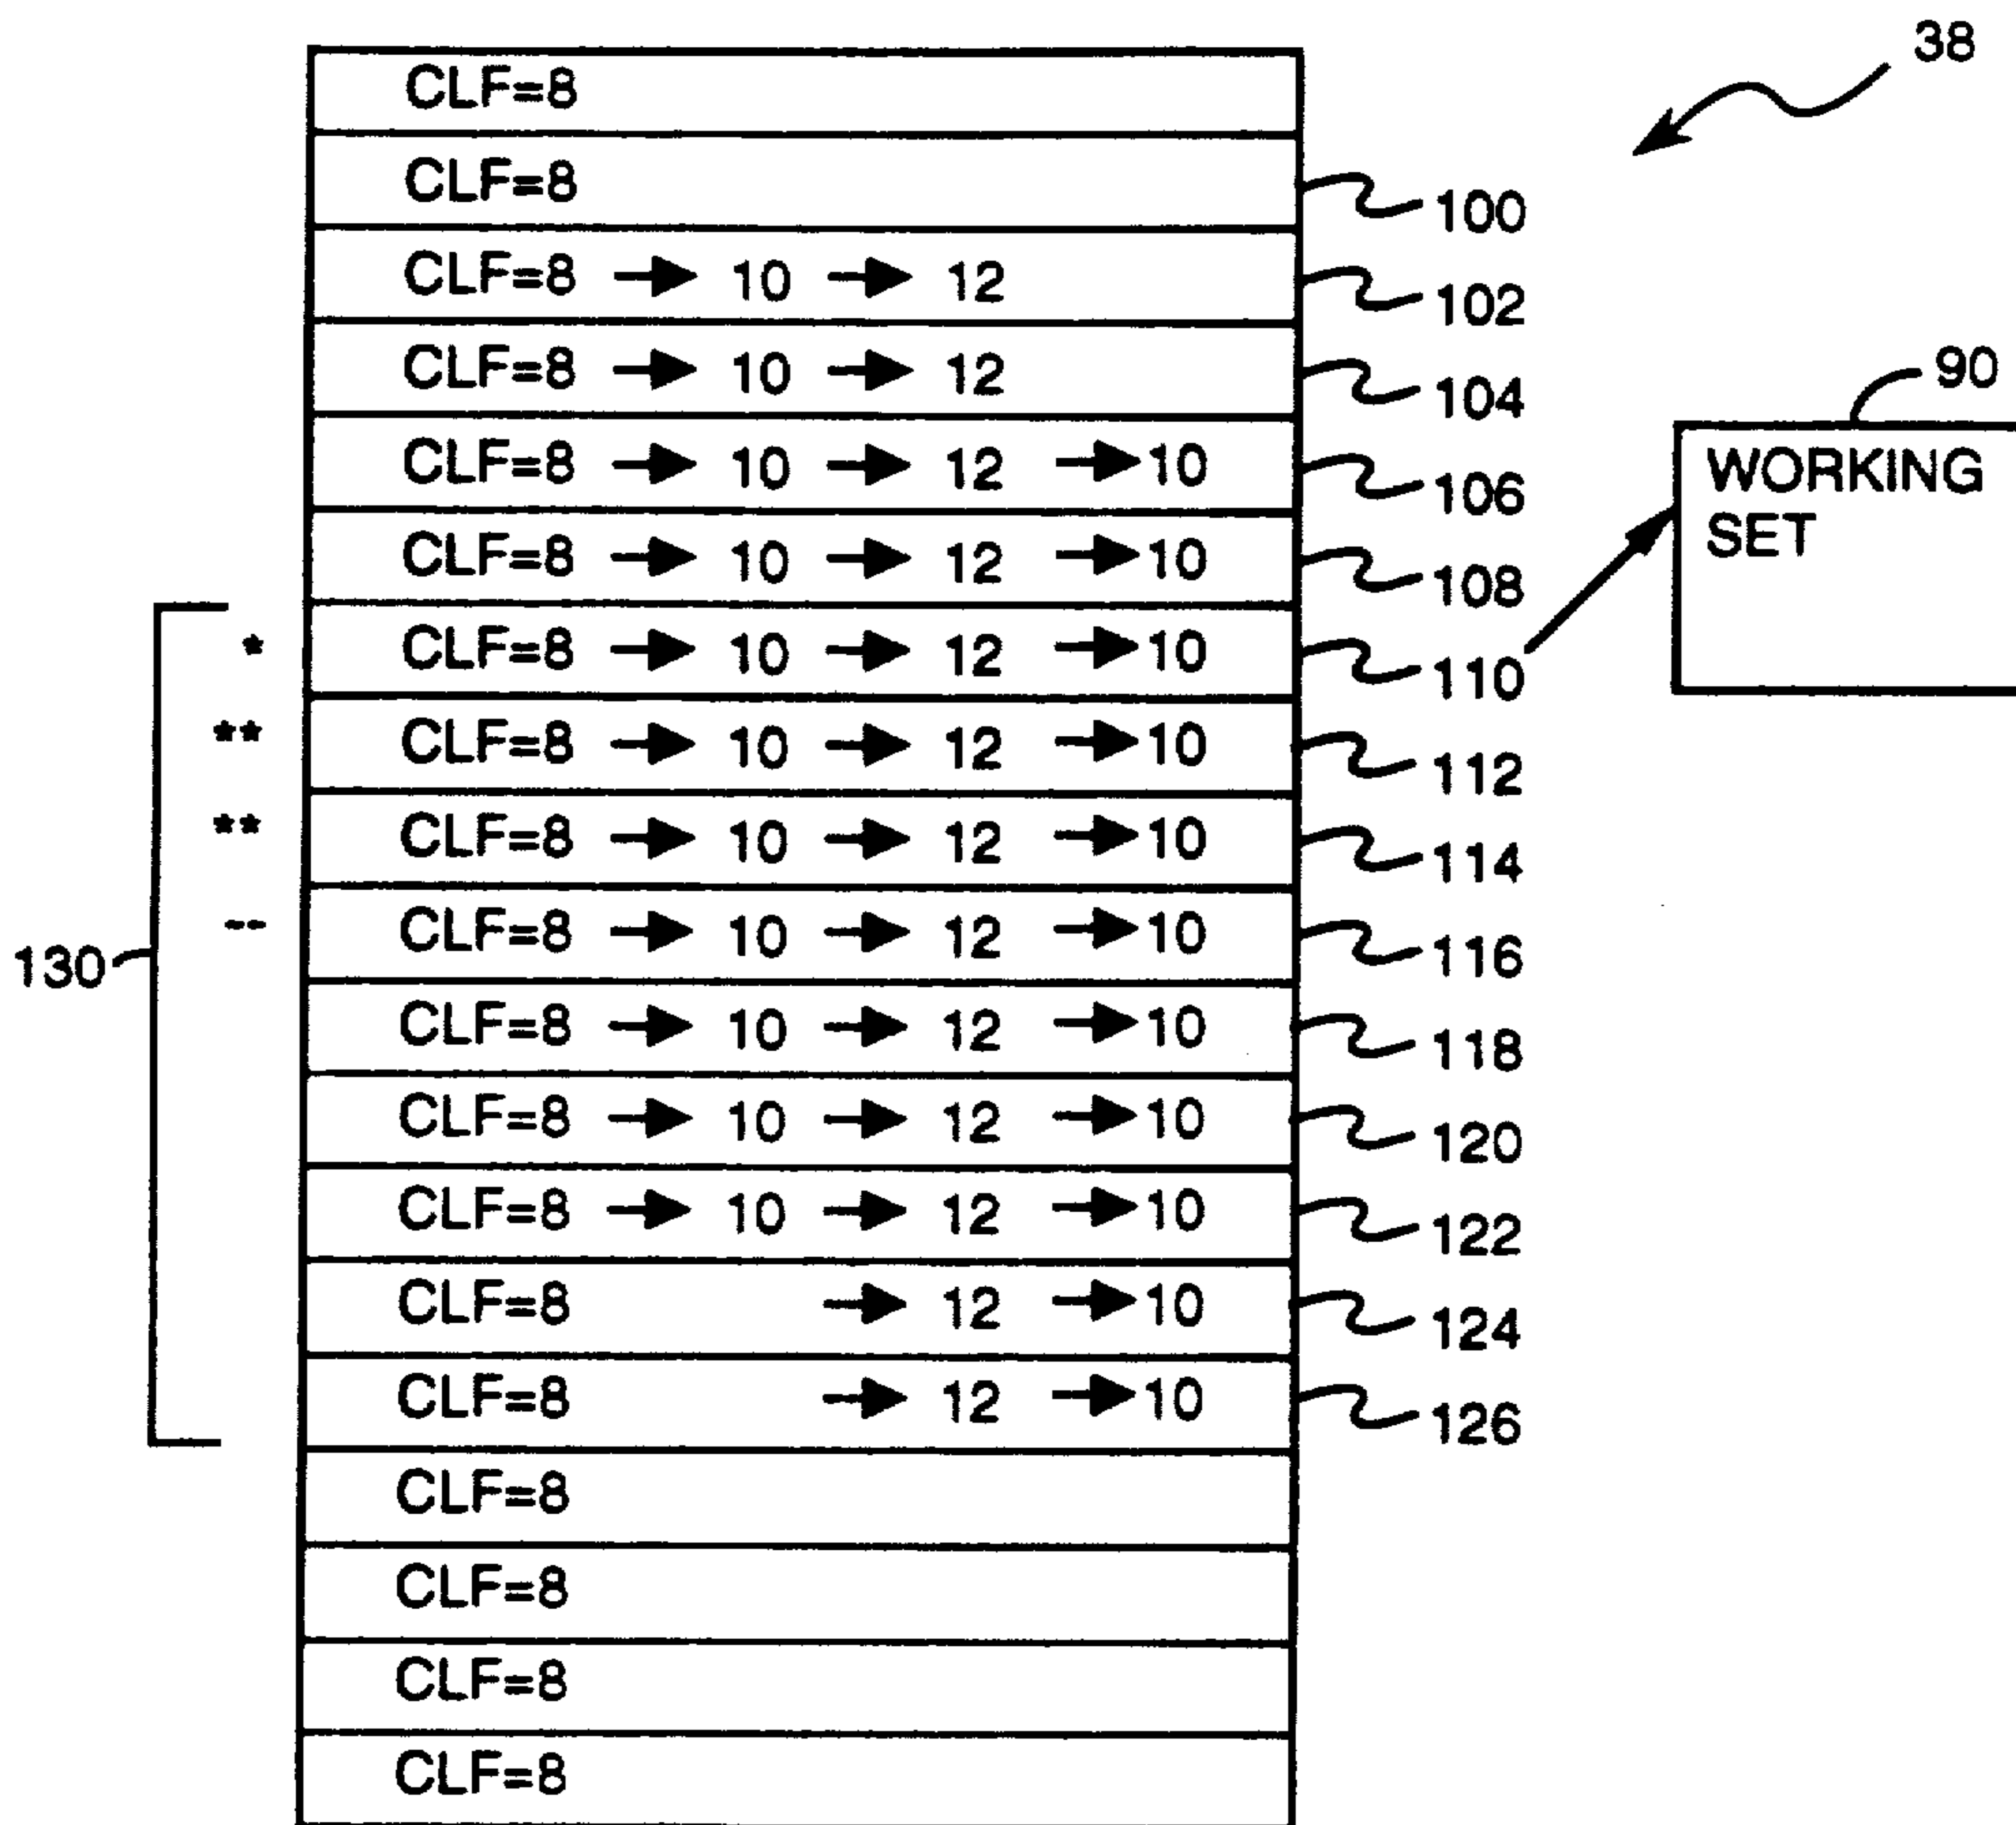 38
CLF=8
CLF=8
100
CLF=8 → 10 → 12
102
CLF=8 → 10 → 12
104
90
CLF=8 → 10 → 12 → 10
106
WORKING
SET
CLF=8 → 10 → 12 → 10
108
* CLF=8 → 10 → 12 → 10
110
** CLF=8 → 10 → 12 → 10
112
** CLF=8 → 10 → 12 → 10
114
-- CLF=8 → 10 → 12 → 10
116
130
CLF=8 → 10 → 12 → 10
118
CLF=8 → 10 → 12 → 10
120
CLF=8 → 10 → 12 → 10
122
CLF=8 → 12 → 10
124
CLF=8 → 12 → 10
126
CLF=8
CLF=8
CLF=8
CLF=8